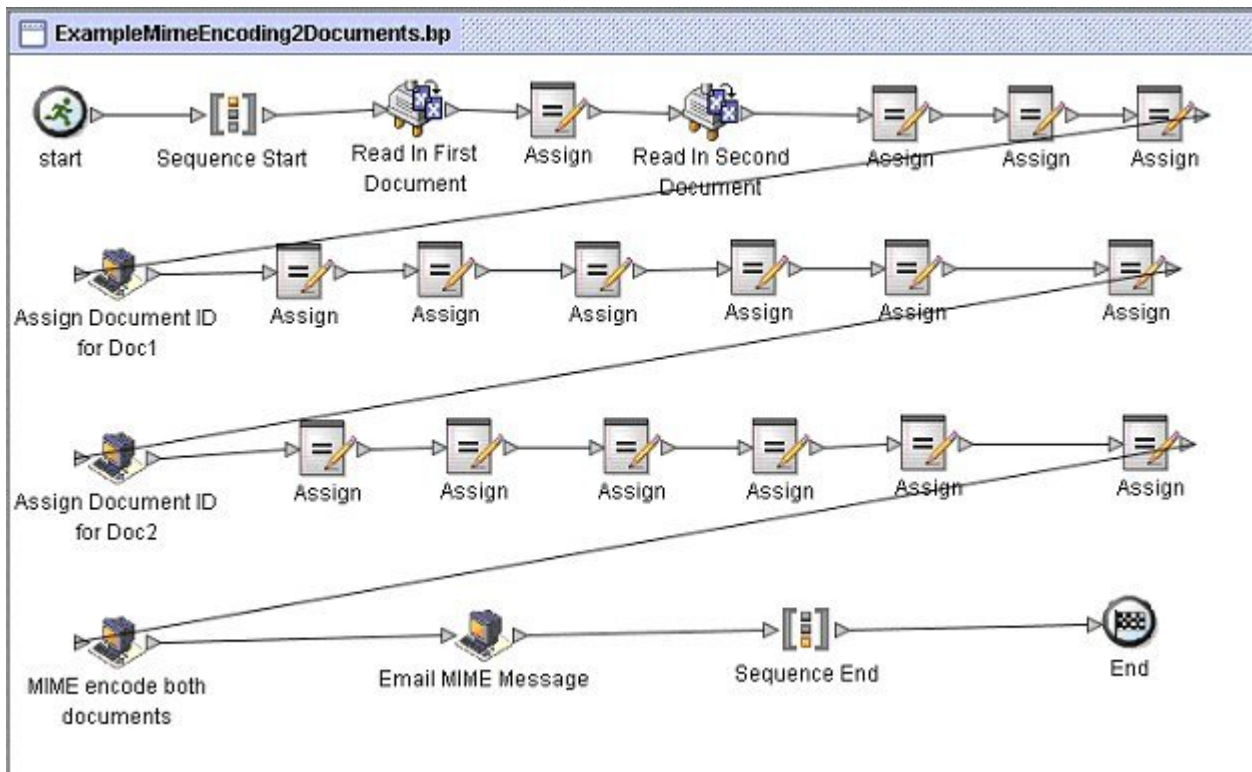 ExampleMimeEncoding2Documents.bp
start
Sequence Start
Read In First
Document
Assign
Read In Second
Document
Assign
Assign
Assign
Assign Document ID
for Doc1
Assign
Assign
Assign
Assign
Assign
Assign
Assign Document ID
for Doc2
Assign
Assign
Assign
Assign
Assign
Assign
MIME encode both
documents
Email MIME Message
Sequence End
End